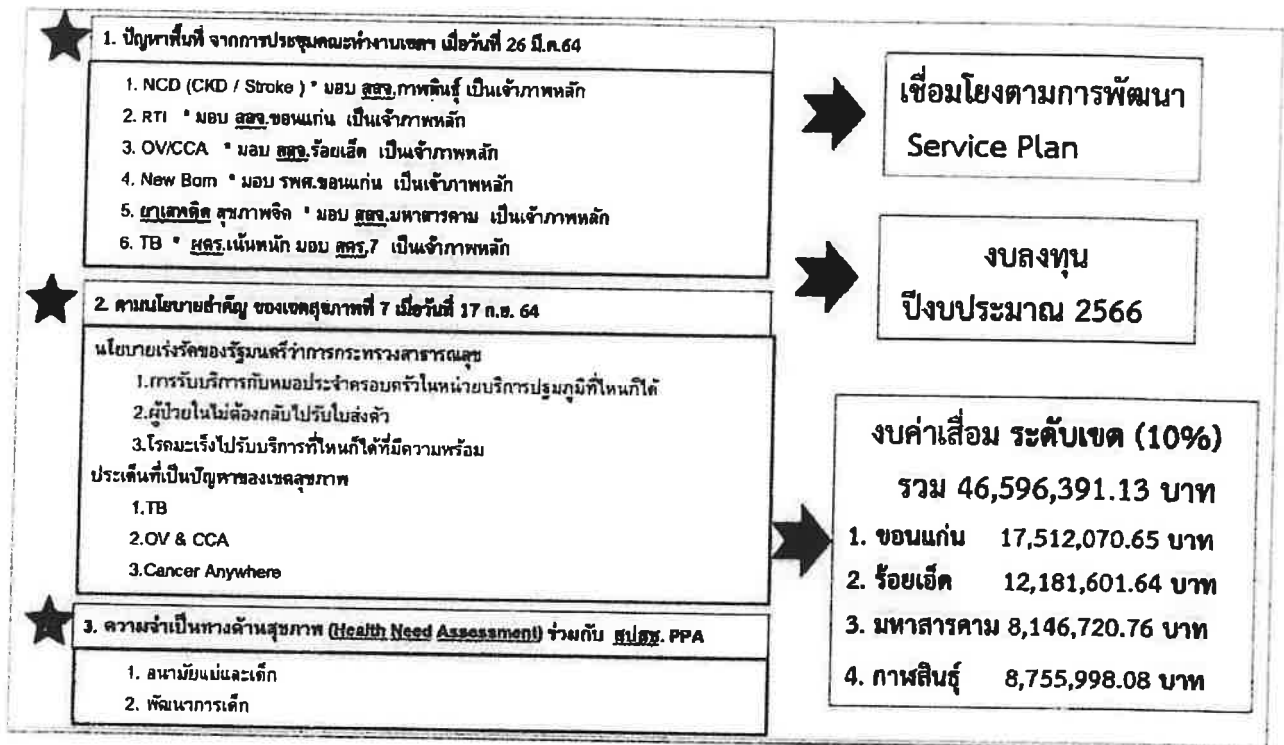 1. ปัญหาพื้นที่ จากการประชุมคณะทำงานเขตฯ เมื่อวันที่ 26 มี.ค.64
1. NCD (CKD / Stroke ) * มอบ สสจ.กาฬสินธุ์ เป็นเจ้าภาพหลัก
2. RTI * มอบ สสจ.ขอนแก่น เป็นเจ้าภาพหลัก
3. OV/CCA * มอบ สสจ.ร้อยเอ็ด เป็นเจ้าภาพหลัก
4. New Born * มอบ รพศ.ขอนแก่น เป็นเจ้าภาพหลัก
5. ยาเสพติด สุขภาพจิต * มอบ สสจ.มหาสารคาม เป็นเจ้าภาพหลัก
6. TB * ผตร.เน้นหนัก มอบ สคร.7 เป็นเจ้าภาพหลัก
2. ตามนโยบายสำคัญ ของเขตสุขภาพที่ 7 เมื่อวันที่ 17 ก.ย. 64
นโยบายเร่งรัดของรัฐมนตรีว่าการกระทรวงสาธารณสุข
1.การรับบริการกับหมอประจำครอบครัวในหน่วยบริการปฐมภูมิที่ไหนก็ได้
2.ผู้ป่วยในไม่ต้องกลับไปรับใบส่งตัว
3.โรคมะเร็งไปรับบริการที่ไหนก็ได้ที่มีความพร้อม
ประเด็นที่เป็นปัญหาของเขตสุขภาพ
1.TB
2.OV & CCA
3.Cancer Anywhere
3. ความจำเป็นทางด้านสุขภาพ (Health Need Assessment) ร่วมกับ สปสช. PPA
1. อนามัยแม่และเด็ก
2. พัฒนาการเด็ก
เชื่อมโยงตามการพัฒนา
Service Plan
งบลงทุน
ปีงบประมาณ 2566
งบค่าเสื่อม ระดับเขต (10%)
รวม 46,596,391.13 บาท
1. ขอนแก่น 17,512,070.65 บาท
2. ร้อยเอ็ด 12,181,601.64 บาท
3. มหาสารคาม 8,146,720.76 บาท
4. กาฬสินธุ์ 8,755,998.08 บาท